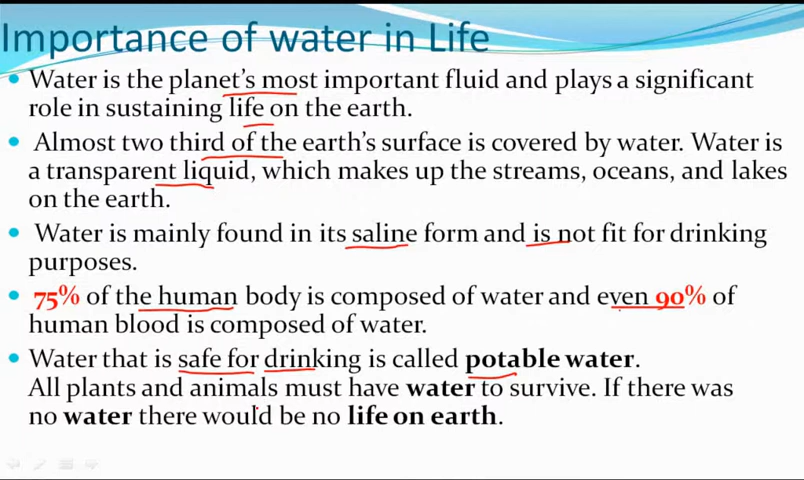 Importance of water in Life
• Water is the planet's most important fluid and plays a significant
role in sustaining life on the earth.
• Almost two third of the earth's surface is covered by water. Water is
a transparent liquid, which makes up the streams, oceans, and lakes
on the earth.
• Water is mainly found in its saline form and is not fit for drinking
purposes.
• 75% of the human body is composed of water and even 90% of
human blood is composed of water.
• Water that is safe for drinking is called potable water.
All plants and animals must have water to survive. If there was
no water there would be no life on earth.